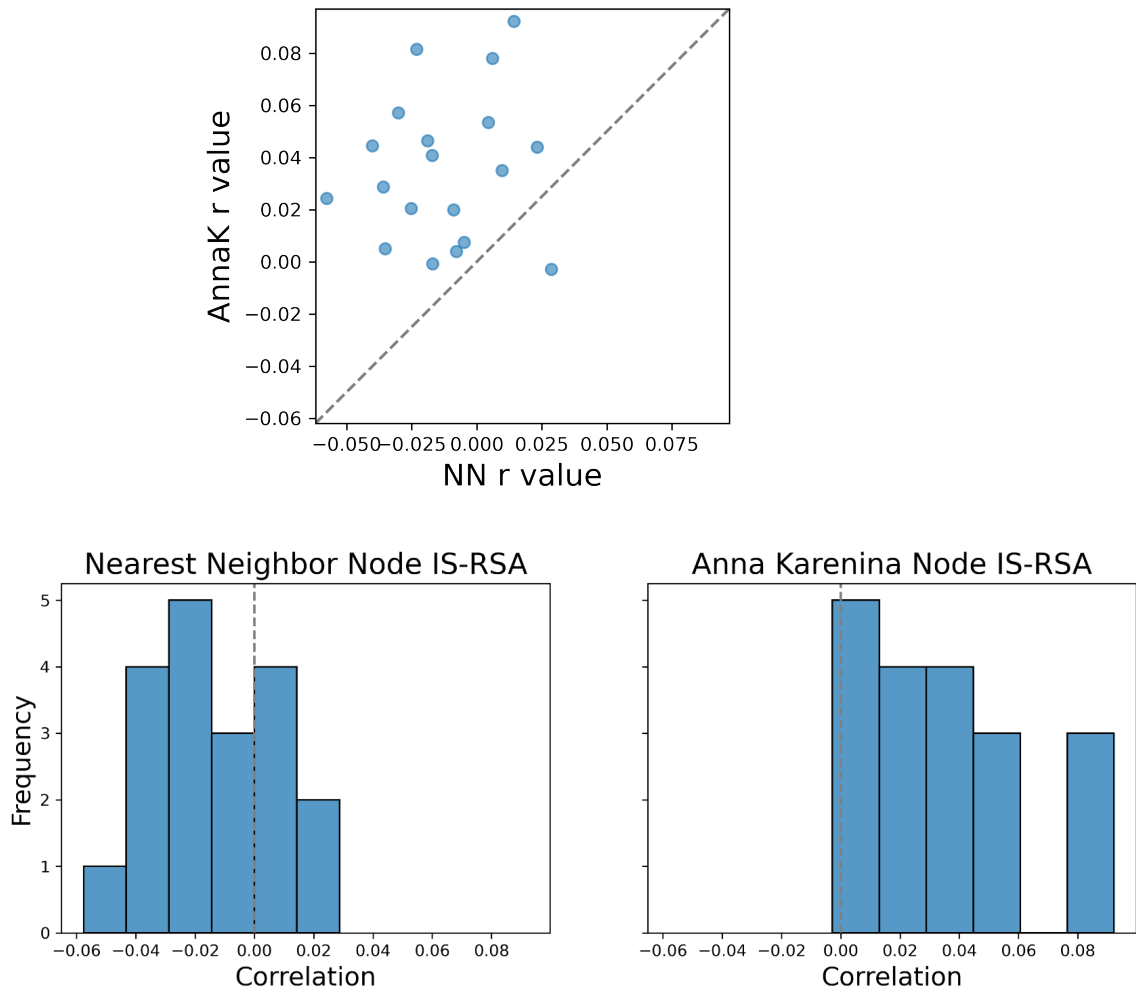 0.08
0.06
0.04
0.02
0.00
−0.02
−0.04
−0.06
AnnaK r value
−0.050 −0.025 0.000 0.025 0.050 0.075
NN r value
Nearest Neighbor Node IS-RSA
Anna Karenina Node IS-RSA
5
4
3
2
1
0
Frequency
−0.06 −0.04 −0.02 0.00 0.02 0.04 0.06 0.08
−0.06 −0.04 −0.02 0.00 0.02 0.04 0.06 0.08
Correlation
Correlation